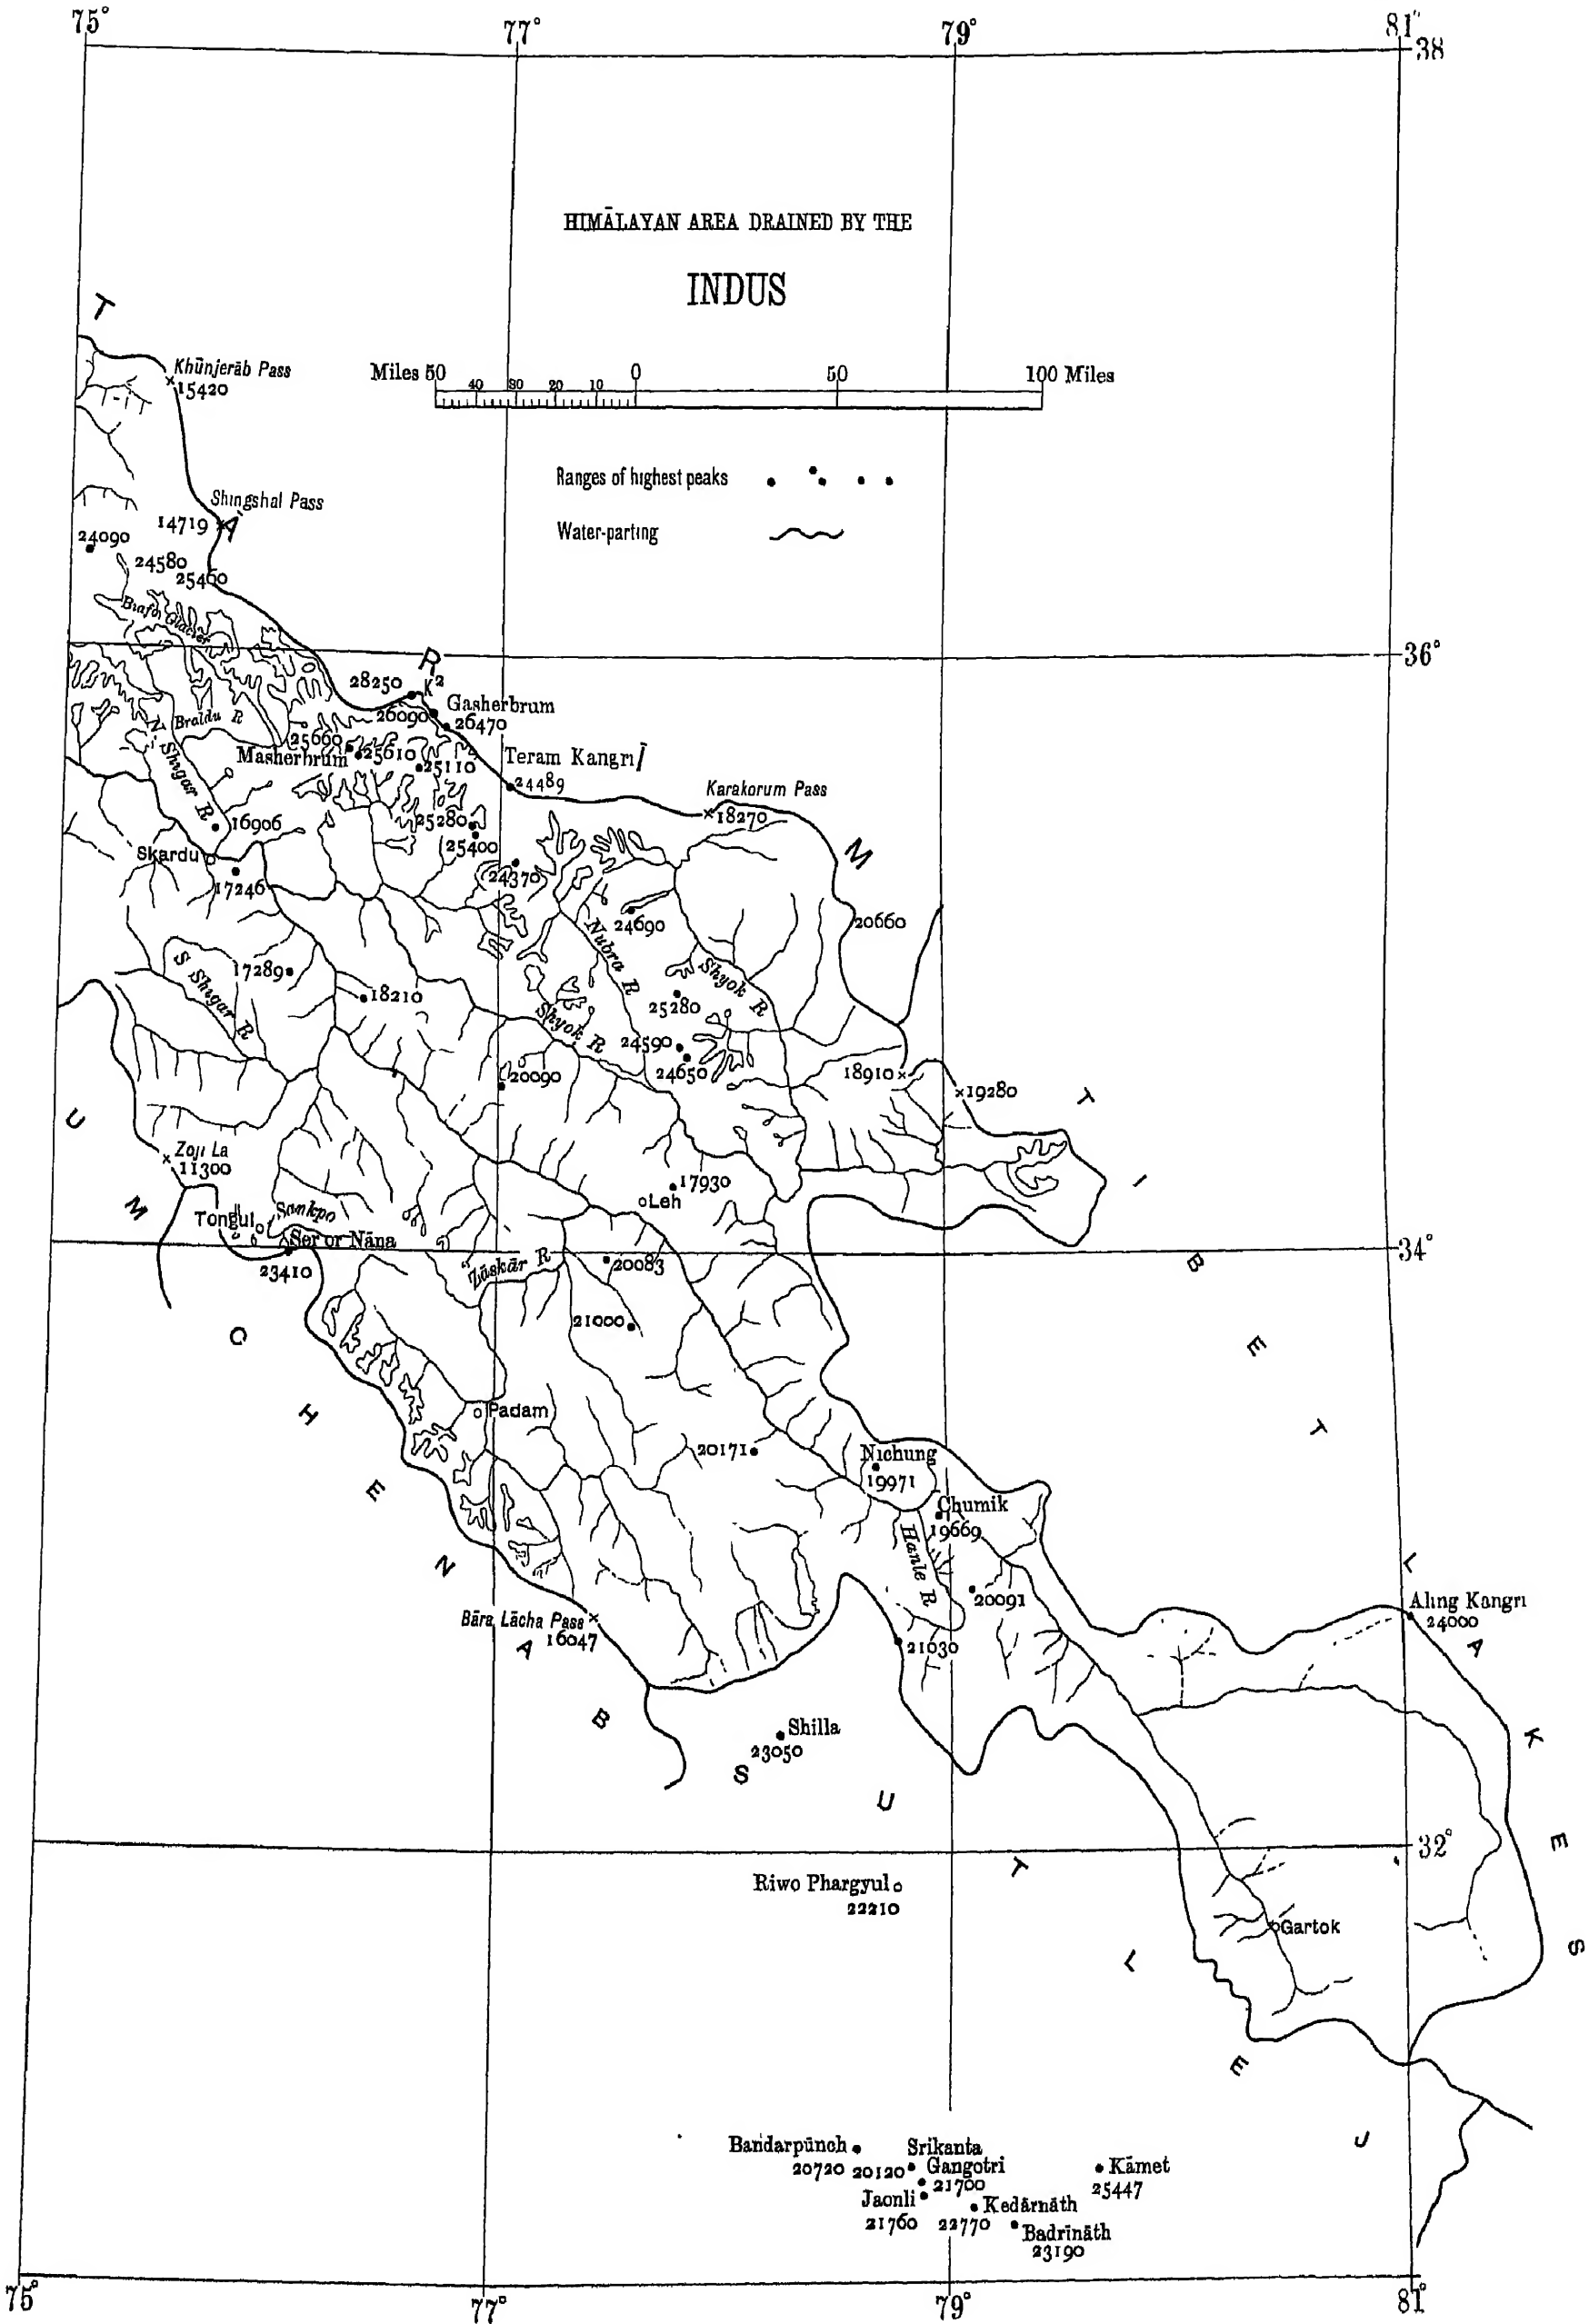 75° 77° 79° 81°
38
HIMĀLAYAN AREA DRAINED BY THE
INDUS
T
Khūnjerāb Pass
15420
Miles 50 40 30 20 10 0 50 100 Miles
Ranges of highest peaks
Water-parting
Shingshal Pass
14719
A
24090
24580
25460
Biafo Glacier
36°
R
28250 K²
Gasherbrum
26090 26470
Braldu R
25660
Masherbrum 25610
25110
Teram Kangri
I
24489
N. Shigar R
Karakorum Pass
18270
16906
25280
25400
M
Skardu
17246
24370
24690
20660
Nubra R
Shyok R
17289
S Shigar R
18210
25280
Shyok R
24590
24650
18910
20090
19280
T
U
Zoji La
11300
17930
Leh
I
M
Tongul
Sankpo
Ser or Nāna
23410
34°
Zāskār R
20083
B
G
21000
E
H
Padam
T
20171
Nichung
19971
E
Chumik
19669
Hanle R
N
L
20091
Aling Kangri
24000
Bāra Lācha Pass
16047
A
21030
A
B
Shilla
23050
K
S
U
32°
E
T
Riwo Phargyul
22210
Gartok
L
S
E
U
Bandarpūnch
20720
Srikanta
20120
Gangotri
21700
Kāmet
25447
Jaonli
21760
Kedārnāth
22770
Badrīnāth
23190
75° 77° 79° 81°